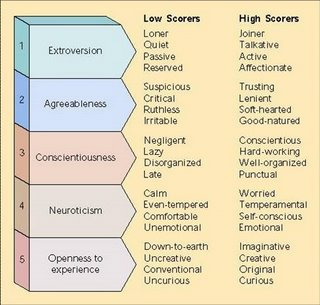 Low Scorers High Scorers
1 Extroversion
Loner Joiner
Quiet Talkative
Passive Active
Reserved Affectionate
2 Agreeableness
Suspicious Trusting
Critical Lenient
Ruthless Soft-hearted
Irritable Good-natured
3 Conscientiousness
Negligent Conscientious
Lazy Hard-working
Disorganized Well-organized
Late Punctual
4 Neuroticism
Calm Worried
Even-tempered Temperamental
Comfortable Self-conscious
Unemotional Emotional
5 Openness to
experience
Down-to-earth Imaginative
Uncreative Creative
Conventional Original
Uncurious Curious